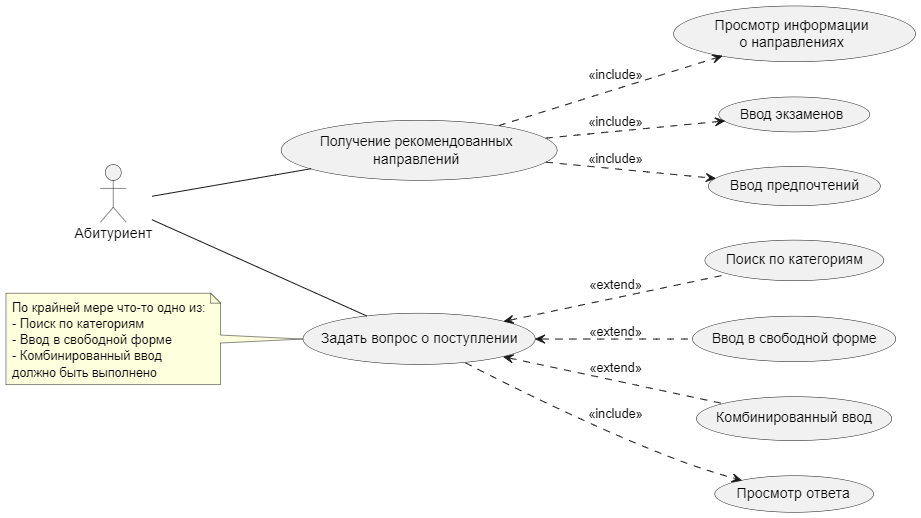 Просмотр информации
о направлениях
«include»
Ввод экзаменов
«include»
Получение рекомендованных
направлений
«include»
Ввод предпочтений
Абитуриент
Поиск по категориям
«extend»
По крайней мере что-то одно из:
- Поиск по категориям
- Ввод в свободной форме
- Комбинированный ввод
должно быть выполнено
Задать вопрос о поступлении
«extend»
Ввод в свободной форме
«extend»
Комбинированный ввод
«include»
Просмотр ответа